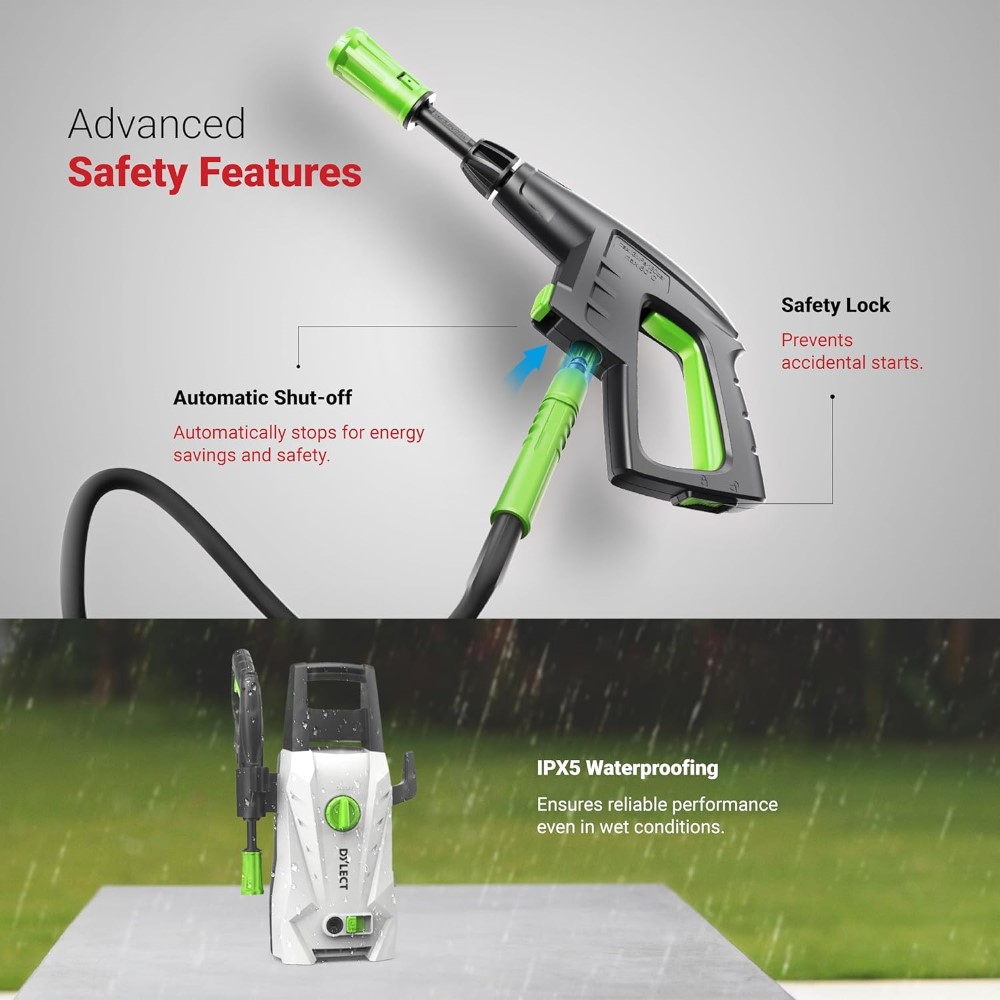 Advanced
Safety Features
Safety Lock
Prevents
accidental starts.
Automatic Shut-off
Automatically stops for energy
savings and safety.
IPX5 Waterproofing
Ensures reliable performance
even in wet conditions.
DYLECT